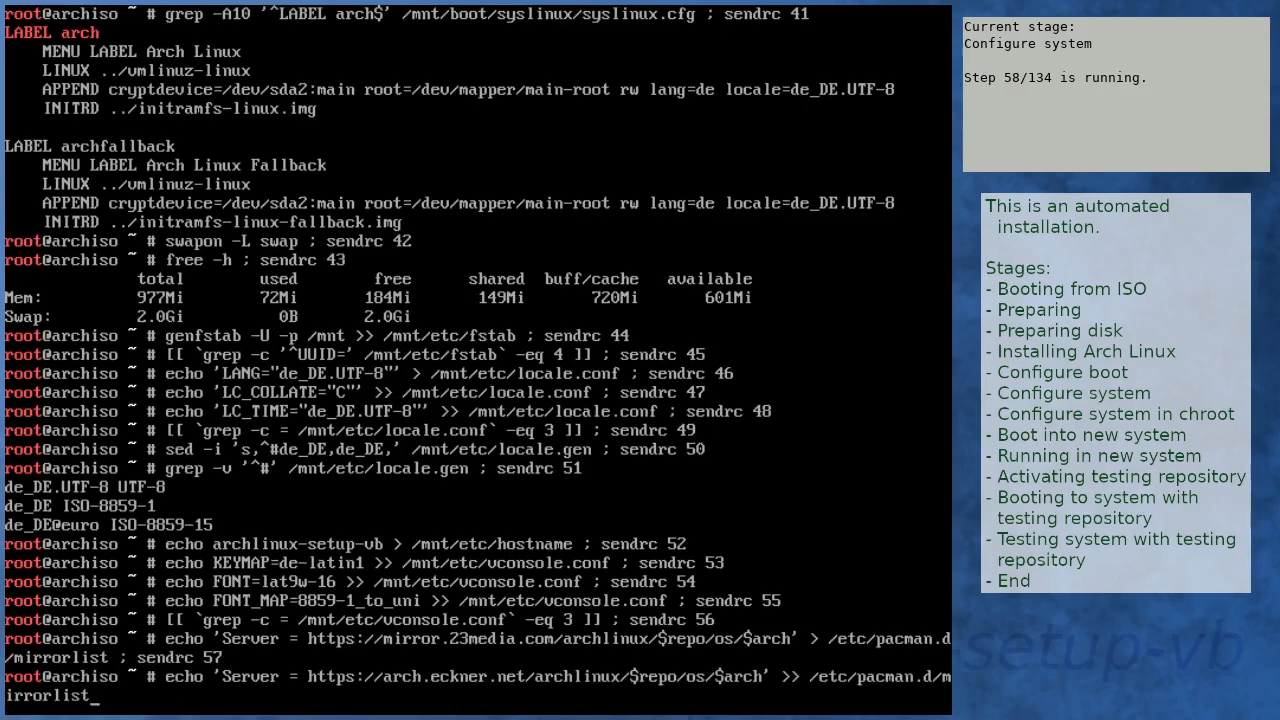 root@archiso ~ # grep -A10 '^LABEL arch$' /mnt/boot/syslinux/syslinux.cfg ; sendrc 41
LABEL arch
    MENU LABEL Arch Linux
    LINUX ../vmlinuz-linux
    APPEND cryptdevice=/dev/sda2:main root=/dev/mapper/main-root rw lang=de locale=de_DE.UTF-8
    INITRD ../initramfs-linux.img

LABEL archfallback
    MENU LABEL Arch Linux Fallback
    LINUX ../vmlinuz-linux
    APPEND cryptdevice=/dev/sda2:main root=/dev/mapper/main-root rw lang=de locale=de_DE.UTF-8
    INITRD ../initramfs-linux-fallback.img
root@archiso ~ # swapon -L swap ; sendrc 42
root@archiso ~ # free -h ; sendrc 43
              total        used        free      shared  buff/cache   available
Mem:          977Mi        72Mi       184Mi       149Mi       720Mi       601Mi
Swap:         2.0Gi          0B       2.0Gi
root@archiso ~ # genfstab -U -p /mnt >> /mnt/etc/fstab ; sendrc 44
root@archiso ~ # [[ `grep -c '^UUID=' /mnt/etc/fstab` -eq 4 ]] ; sendrc 45
root@archiso ~ # echo 'LANG="de_DE.UTF-8"' > /mnt/etc/locale.conf ; sendrc 46
root@archiso ~ # echo 'LC_COLLATE="C"' >> /mnt/etc/locale.conf ; sendrc 47
root@archiso ~ # echo 'LC_TIME="de_DE.UTF-8"' >> /mnt/etc/locale.conf ; sendrc 48
root@archiso ~ # [[ `grep -c = /mnt/etc/locale.conf` -eq 3 ]] ; sendrc 49
root@archiso ~ # sed -i 's,^#de_DE,de_DE,' /mnt/etc/locale.gen ; sendrc 50
root@archiso ~ # grep -v '^#' /mnt/etc/locale.gen ; sendrc 51
de_DE.UTF-8 UTF-8
de_DE ISO-8859-1
de_DE@euro ISO-8859-15
root@archiso ~ # echo archlinux-setup-vb > /mnt/etc/hostname ; sendrc 52
root@archiso ~ # echo KEYMAP=de-latin1 >> /mnt/etc/vconsole.conf ; sendrc 53
root@archiso ~ # echo FONT=lat9w-16 >> /mnt/etc/vconsole.conf ; sendrc 54
root@archiso ~ # echo FONT_MAP=8859-1_to_uni >> /mnt/etc/vconsole.conf ; sendrc 55
root@archiso ~ # [[ `grep -c = /mnt/etc/vconsole.conf` -eq 3 ]] ; sendrc 56
root@archiso ~ # echo 'Server = https://mirror.23media.com/archlinux/$repo/os/$arch' > /etc/pacman.d
/mirrorlist ; sendrc 57
root@archiso ~ # echo 'Server = https://arch.eckner.net/archlinux/$repo/os/$arch' >> /etc/pacman.d/m
irrorlist_
Current stage:
Configure system

Step 58/134 is running.
This is an automated
installation.

Stages:
- Booting from ISO
- Preparing
- Preparing disk
- Installing Arch Linux
- Configure boot
- Configure system
- Configure system in chroot
- Boot into new system
- Running in new system
- Activating testing repository
- Booting to system with
testing repository
- Testing system with testing
repository
- End
-setup-vb